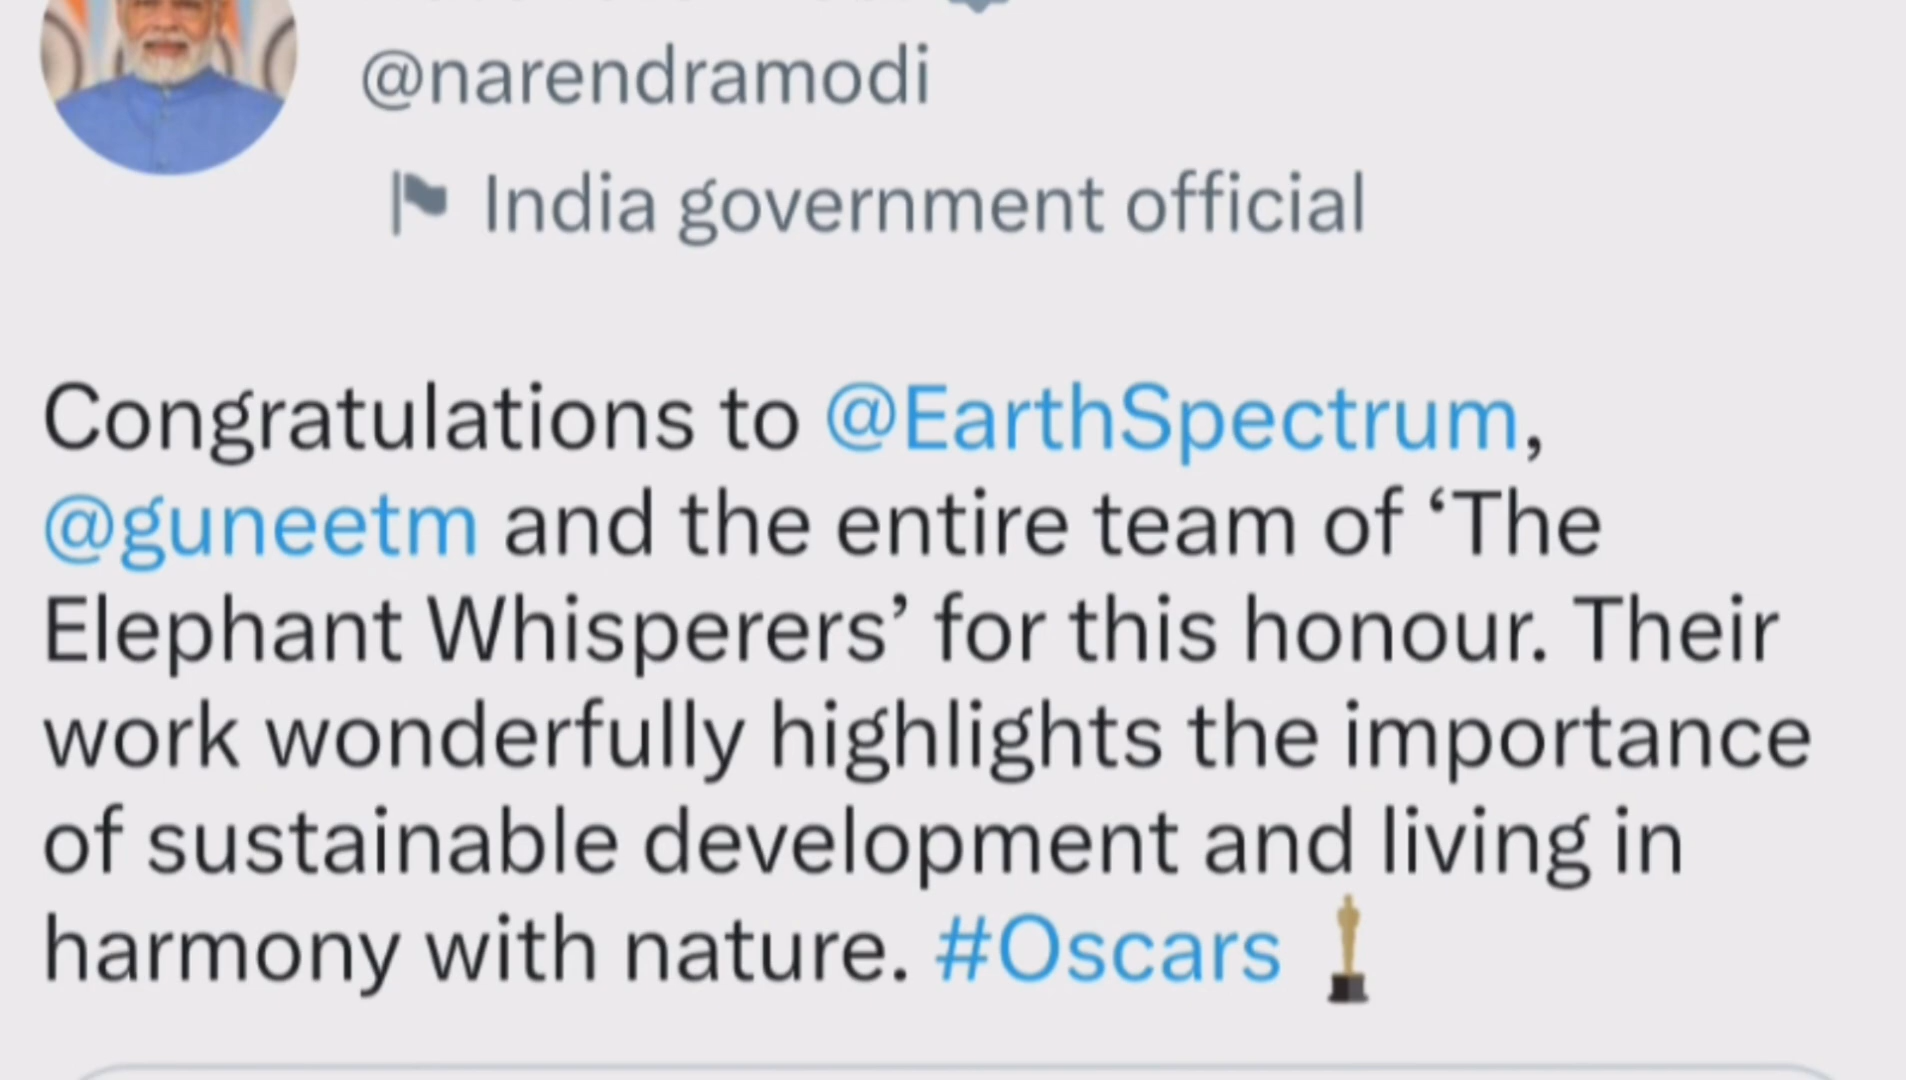 @narendramodi
India government official
Congratulations to @EarthSpectrum,
@guneetm and the entire team of ‘The
Elephant Whisperers’ for this honour. Their
work wonderfully highlights the importance
of sustainable development and living in
harmony with nature. #Oscars